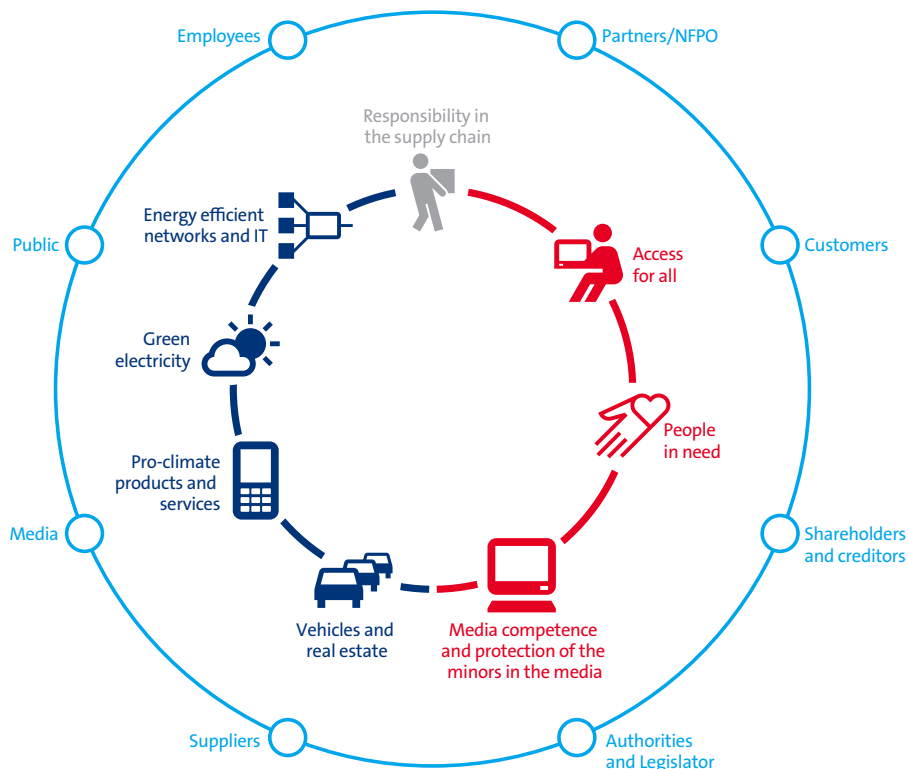 Employees
Partners/NFPO
Responsibility in
the supply chain
Energy efficient
networks and IT
Public
Access
for all
Customers
Green
electricity
People
in need
Pro-climate
products and
services
Media
Shareholders
and creditors
Vehicles and
real estate
Media competence
and protection of the
minors in the media
Suppliers
Authorities
and Legislator